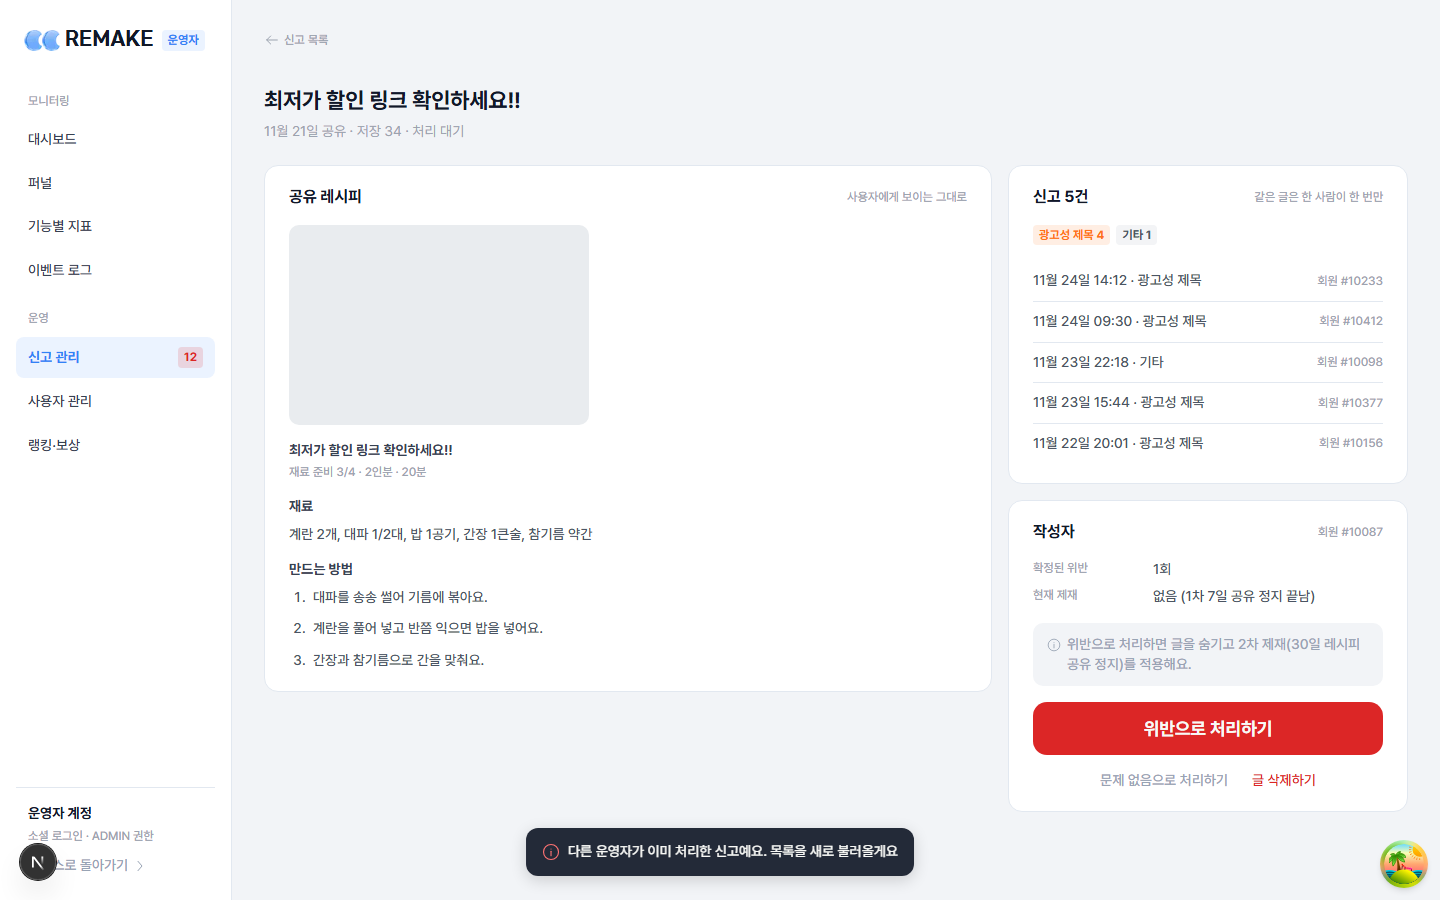 REMAKE 운영자
모니터링
대시보드
퍼널
기능별 지표
이벤트 로그
운영
신고 관리 12
사용자 관리
랭킹·보상
운영자 계정
소셜 로그인 · ADMIN 권한
스로 돌아가기
N
신고 목록
최저가 할인 링크 확인하세요!!
11월 21일 공유 · 저장 34 · 처리 대기
공유 레시피 사용자에게 보이는 그대로
최저가 할인 링크 확인하세요!!
재료 준비 3/4 · 2인분 · 20분
재료
계란 2개, 대파 1/2대, 밥 1공기, 간장 1큰술, 참기름 약간
만드는 방법
1. 대파를 송송 썰어 기름에 볶아요.
2. 계란을 풀어 넣고 반쯤 익으면 밥을 넣어요.
3. 간장과 참기름으로 간을 맞춰요.
신고 5건 같은 글은 한 사람이 한 번만
광고성 제목 4 기타 1
11월 24일 14:12 · 광고성 제목 회원 #10233
11월 24일 09:30 · 광고성 제목 회원 #10412
11월 23일 22:18 · 기타 회원 #10098
11월 23일 15:44 · 광고성 제목 회원 #10377
11월 22일 20:01 · 광고성 제목 회원 #10156
작성자 회원 #10087
확정된 위반 1회
현재 제재 없음 (1차 7일 공유 정지 끝남)
위반으로 처리하면 글을 숨기고 2차 제재(30일 레시피
공유 정지)를 적용해요.
위반으로 처리하기
문제 없음으로 처리하기 글 삭제하기
다른 운영자가 이미 처리한 신고예요. 목록을 새로 불러올게요